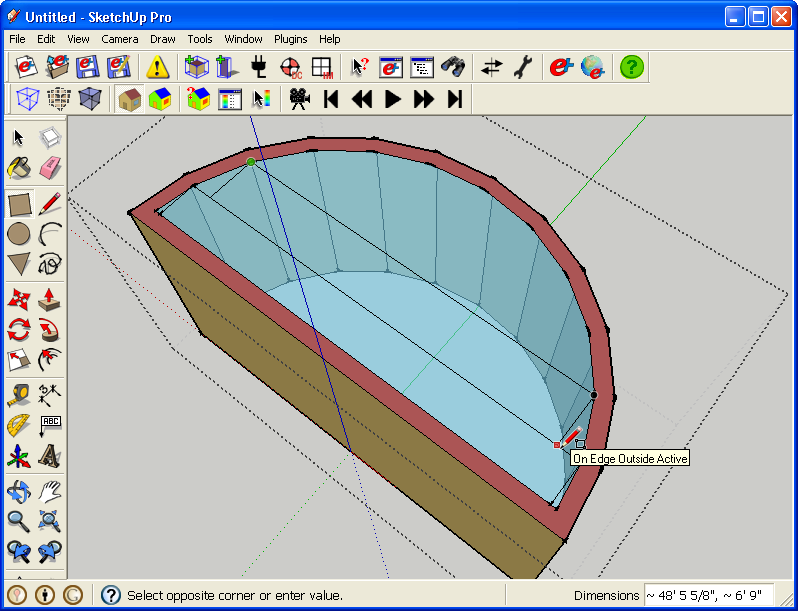 Untitled - SketchUp Pro
File Edit View Camera Draw Tools Window Plugins Help
ABC
On Edge Outside Active
Select opposite corner or enter value.
Dimensions ~ 48' 5 5/8", ~ 6' 9"